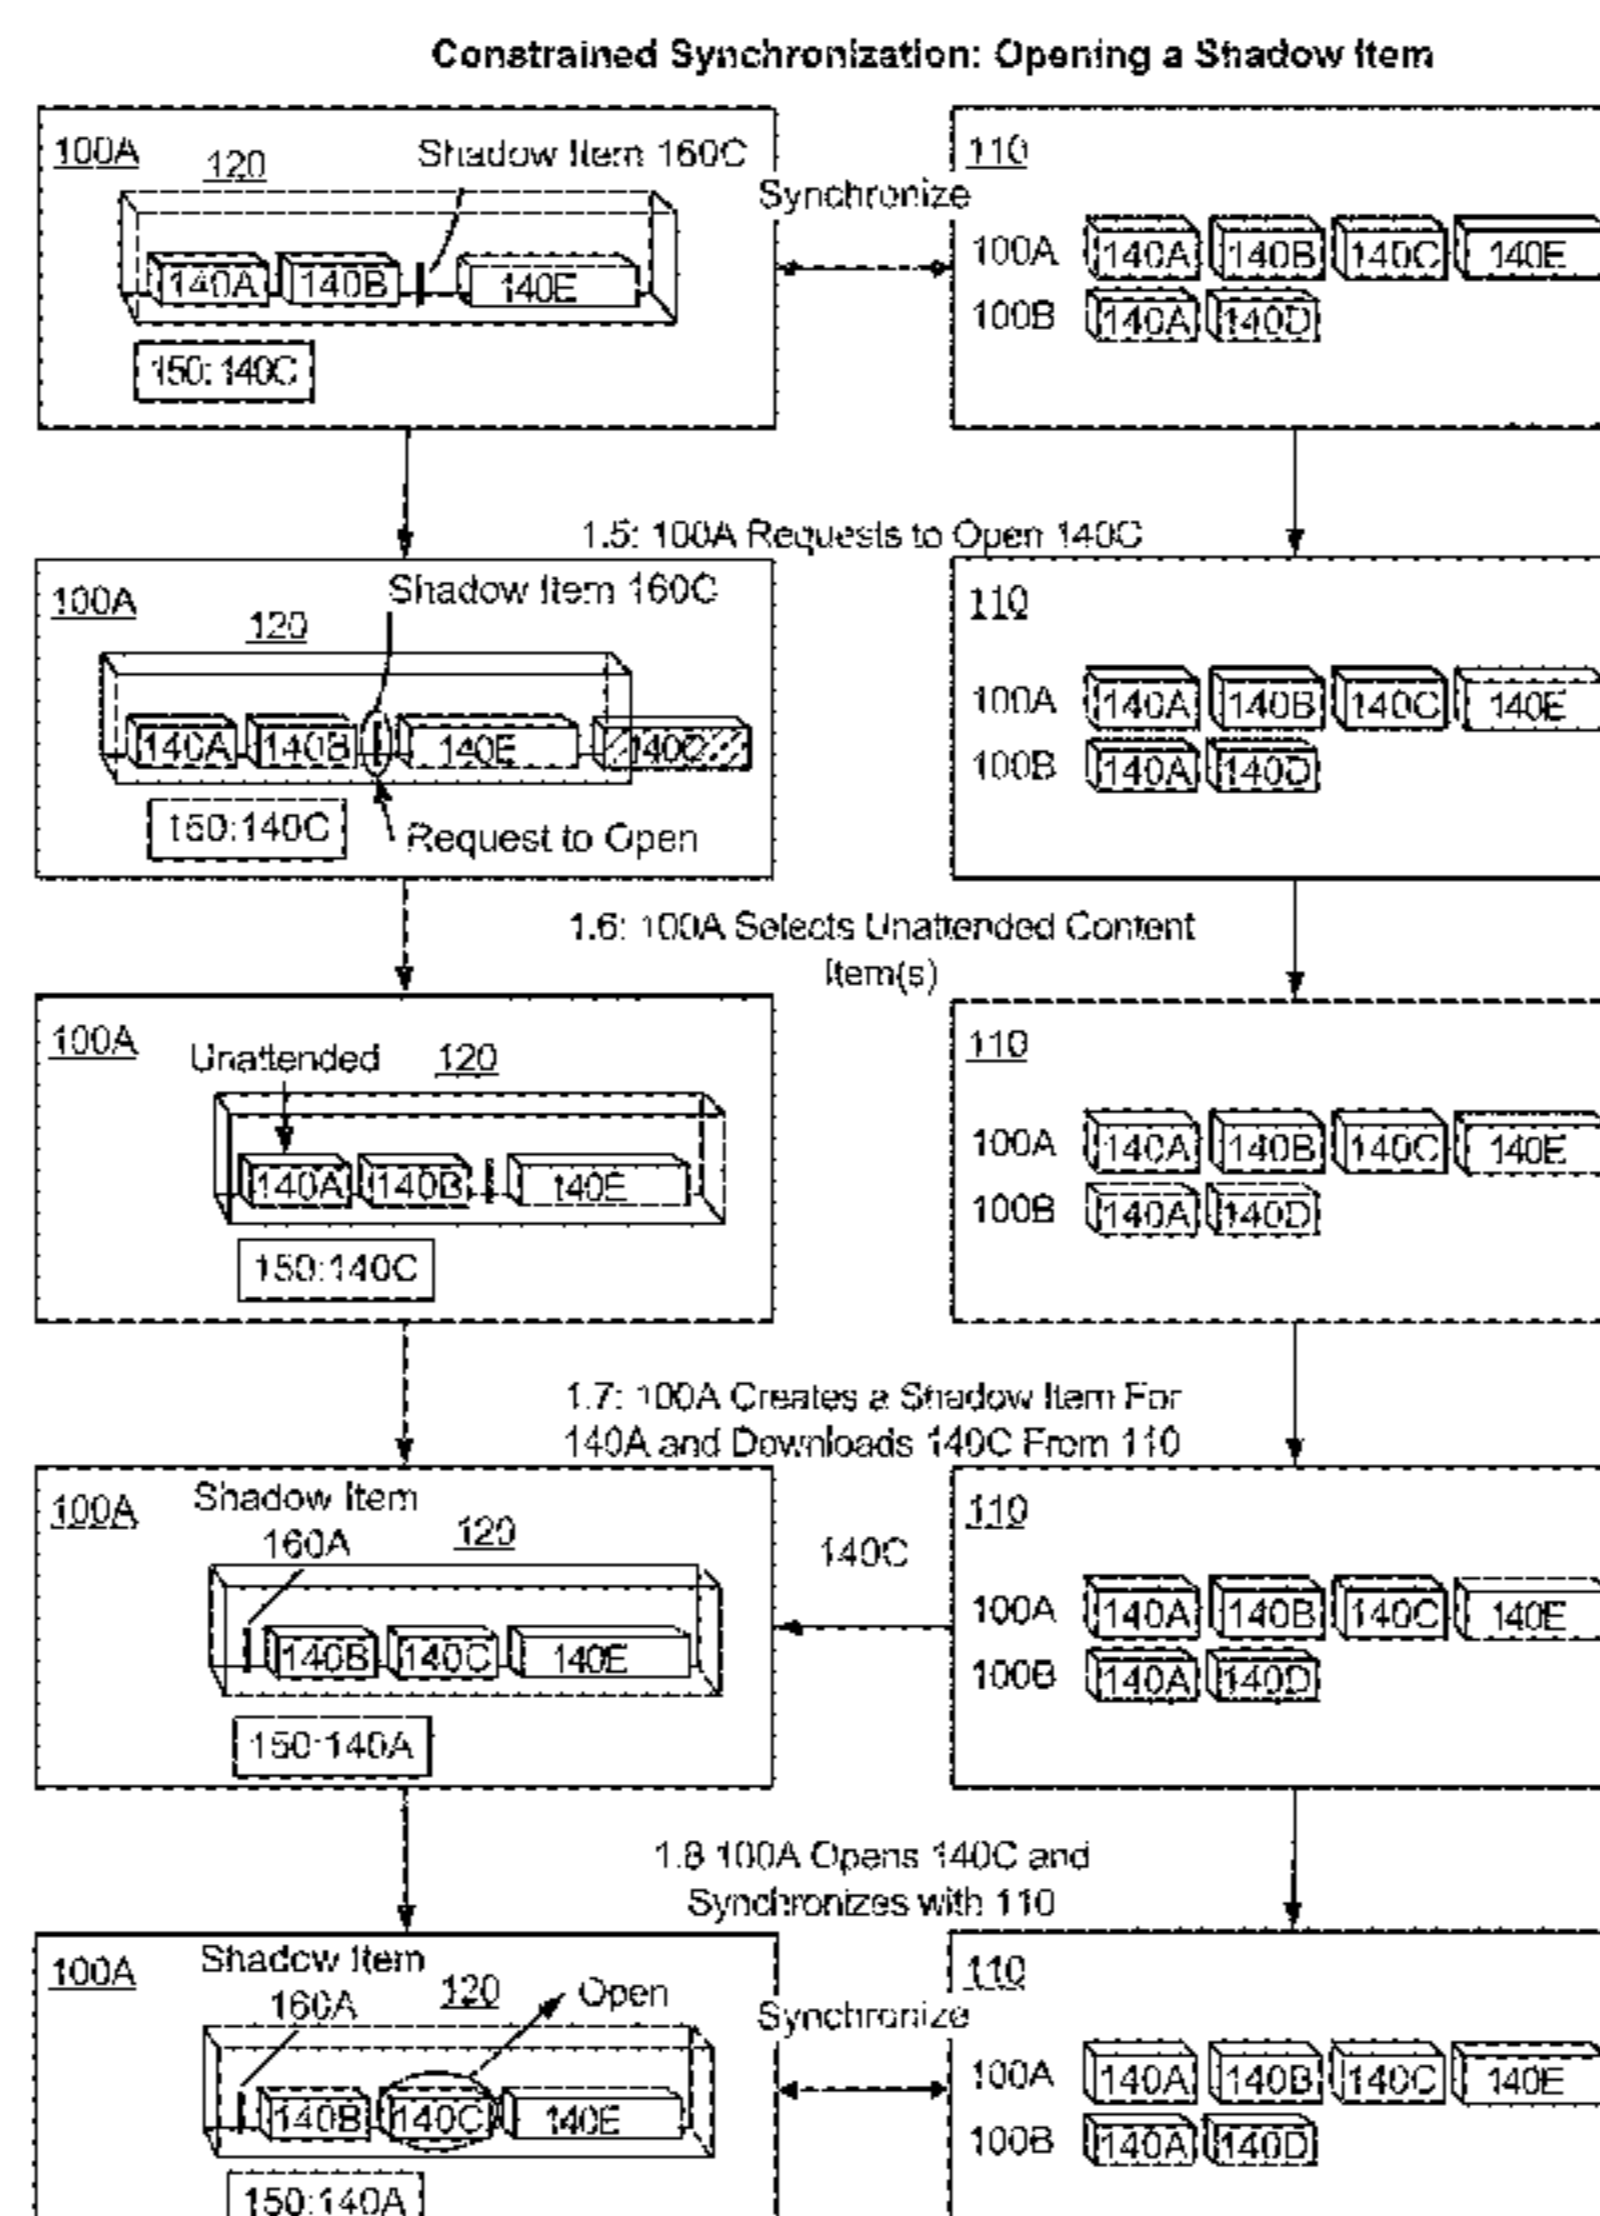 Constrained Synchronization: Opening a Shadow Item
100A
120
Shadow Item 160C
140A
140B
140E
150:140C
Synchronize
110
100A 140A 140B 140C 140E
100B 140A 140D
1.5: 100A Requests to Open 140C
100A
Shadow Item 160C
120
140A
140B
140E
140C
150:140C
Request to Open
110
100A 140A 140B 140C 140E
100B 140A 140D
1.6: 100A Selects Unattended Content
Item(s)
100A
Unattended
120
140A
140B
140E
150:140C
110
100A 140A 140B 140C 140E
100B 140A 140D
1.7: 100A Creates a Shadow Item For
140A and Downloads 140C From 110
100A
Shadow Item
160A
120
140B
140C
140E
150:140A
140C
110
100A 140A 140B 140C 140E
100B 140A 140D
1.8 100A Opens 140C and
Synchronizes with 110
100A
Shadow Item
160A
120
Open
140B
140C
140E
150:140A
Synchronize
110
100A 140A 140B 140C 140E
100B 140A 140D